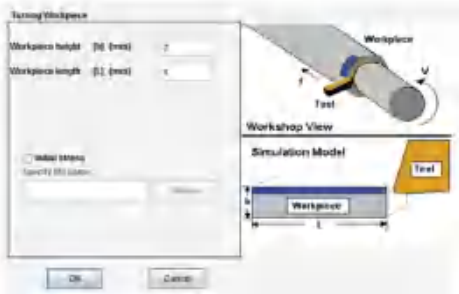 Turning Workpiece
Workpiece height (h) (mm)
Workpiece length (L) (mm)
Initial stress
OK
Cancel
Workpiece
f
V
Tool
Workshop View
Simulation Model
Tool
h
Workpiece
L